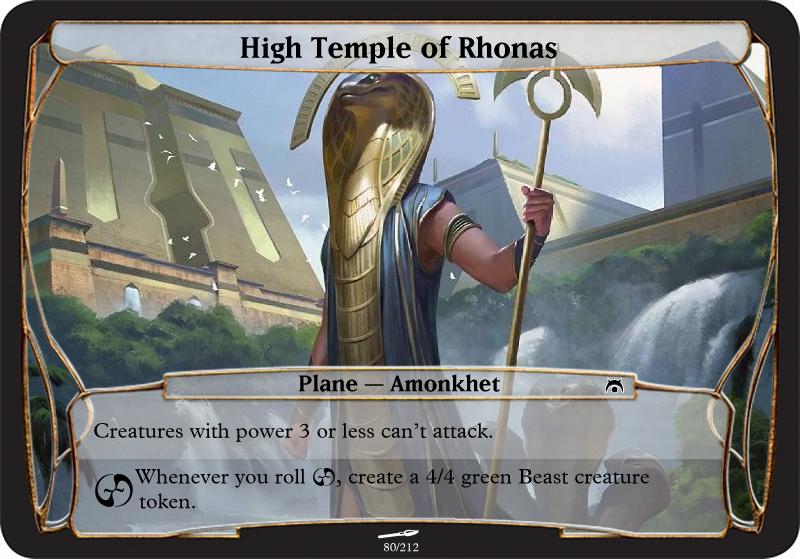 High Temple of Rhonas
Plane — Amonkhet
Creatures with power 3 or less can't attack.
Whenever you roll , create a 4/4 green Beast creature
token.
80/212